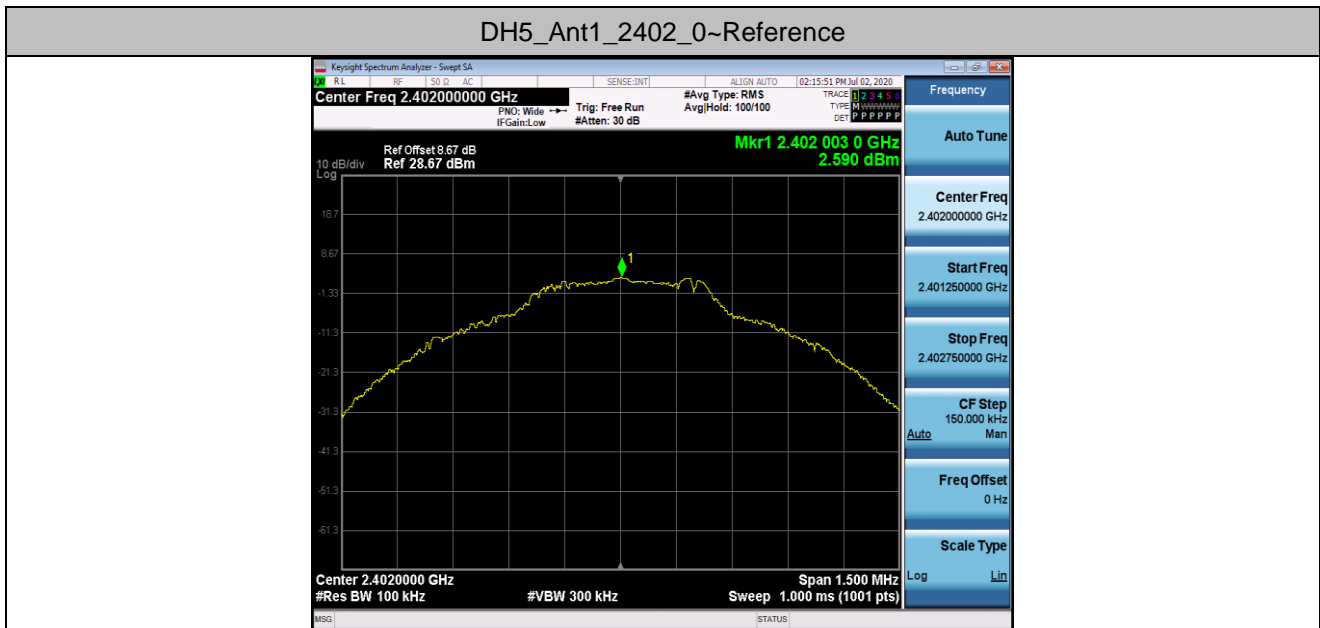 DH5_Ant1_2402_0~Reference
Keysight Spectrum Analyzer - Swept SA
RL RF 50 Ω AC SENSE:INT ALIGN AUTO 02:15:51 PM Jul 02, 2020
Center Freq 2.402000000 GHz
PNO: Wide
IFGain:Low
Trig: Free Run
#Atten: 30 dB
#Avg Type: RMS
Avg|Hold: 100/100
TRACE 1 2 3 4 5 6
TYPE M WWWWW
DET P P P P P P
Ref Offset 8.67 dB
10 dB/div Ref 28.67 dBm
Log
Mkr1 2.402 003 0 GHz
2.590 dBm
18.7
8.67
1
-1.33
-11.3
-21.3
-31.3
-41.3
-51.3
-61.3
Center 2.4020000 GHz Span 1.500 MHz
#Res BW 100 kHz #VBW 300 kHz Sweep 1.000 ms (1001 pts)
MSG STATUS
Frequency
Auto Tune
Center Freq
2.402000000 GHz
Start Freq
2.401250000 GHz
Stop Freq
2.402750000 GHz
CF Step
150.000 kHz
Auto Man
Freq Offset
0 Hz
Scale Type
Log Lin